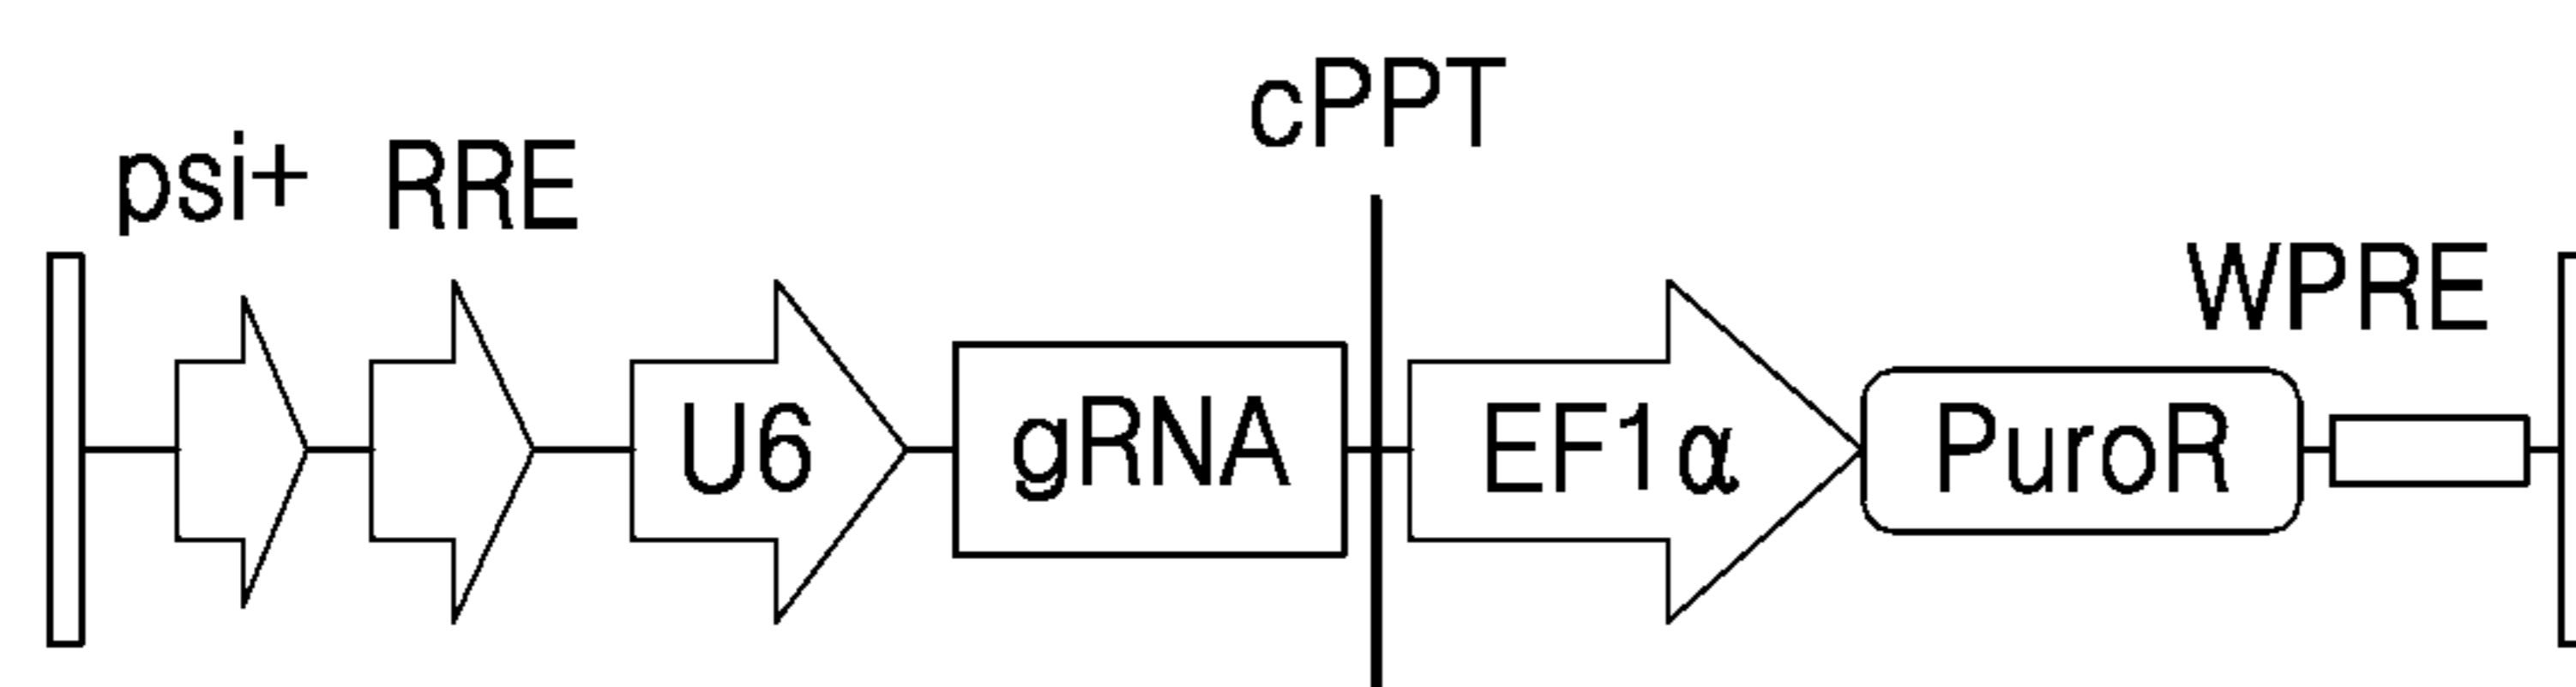 cPPT
psi+ RRE
WPRE
U6 gRNA EF1α PuroR